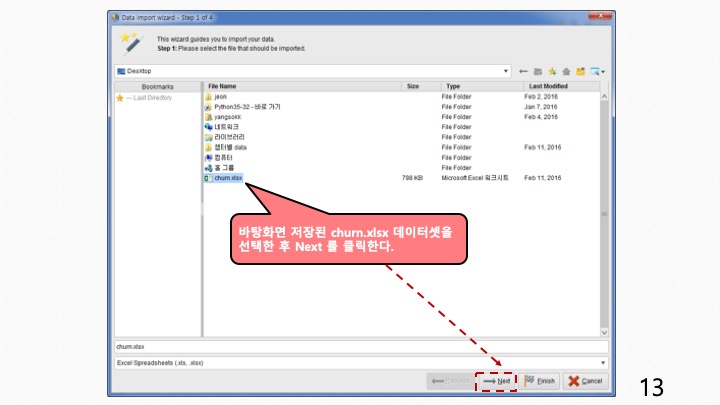 Data import wizard - Step 1 of 4
This wizard guides you to import your data.
Step 1: Please select the file that should be imported.
Desktop
Bookmarks
File Name Size Type Last Modified
--- Last Directory
jeon File Folder Feb 2, 2016
Python35-32 - 바로 가기 File Folder Jan 7, 2016
yangsokk File Folder Feb 4, 2016
네트워크 File Folder
라이브러리 File Folder
챕터별 data File Folder Feb 11, 2016
컴퓨터 File Folder
홈 그룹 File Folder
churn.xlsx 798 KB Microsoft Excel 워크시트 Feb 11, 2016
바탕화면 저장된 churn.xlsx 데이터셋을
선택한 후 Next 를 클릭한다.
churn.xlsx
Excel Spreadsheets (.xls, .xlsx)
Next Finish Cancel
13